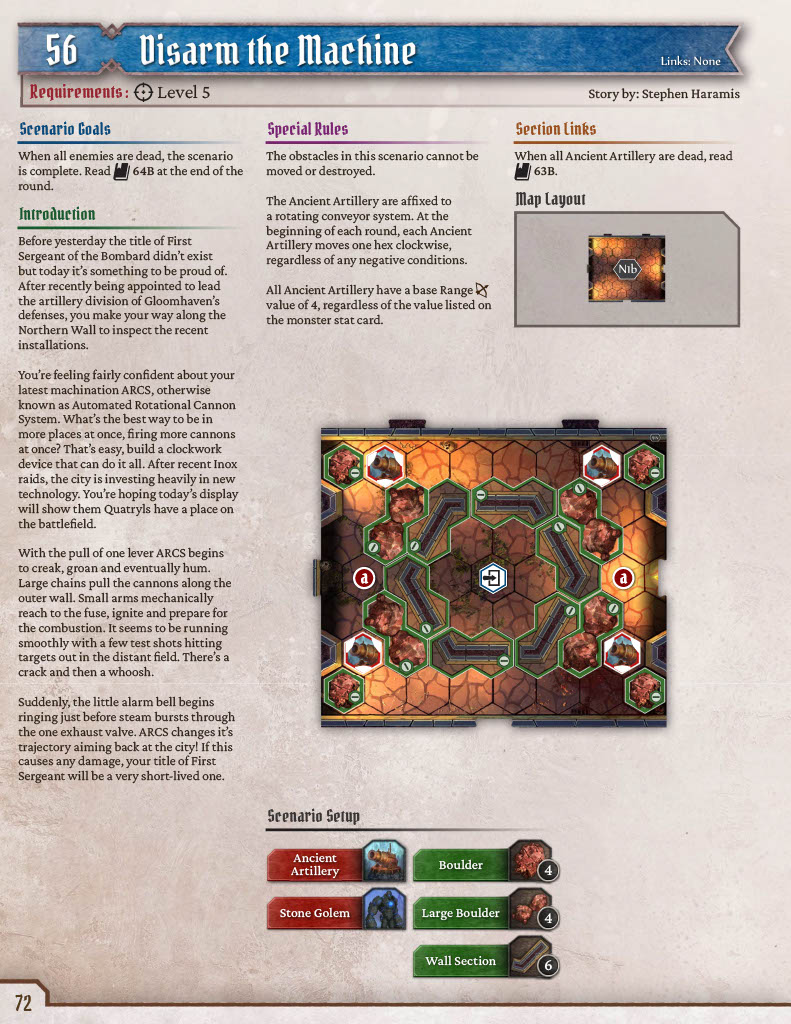 56 Disarm the Machine
Links: None
Requirements: Level 5
Story by: Stephen Haramis
Scenario Goals
When all enemies are dead, the scenario
is complete. Read 64B at the end of the
round.
Introduction
Before yesterday the title of First
Sergeant of the Bombard didn't exist
but today it's something to be proud of.
After recently being appointed to lead
the artillery division of Gloomhaven's
defenses, you make your way along the
Northern Wall to inspect the recent
installations.
You're feeling fairly confident about your
latest machination ARCS, otherwise
known as Automated Rotational Cannon
System. What's the best way to be in
more places at once, firing more cannons
at once? That's easy, build a clockwork
device that can do it all. After recent Inox
raids, the city is investing heavily in new
technology. You're hoping today's display
will show them Quatryls have a place on
the battlefield.
With the pull of one lever ARCS begins
to creak, groan and eventually hum.
Large chains pull the cannons along the
outer wall. Small arms mechanically
reach to the fuse, ignite and prepare for
the combustion. It seems to be running
smoothly with a few test shots hitting
targets out in the distant field. There's a
crack and then a whoosh.
Suddenly, the little alarm bell begins
ringing just before steam bursts through
the one exhaust valve. ARCS changes it's
trajectory aiming back at the city! If this
causes any damage, your title of First
Sergeant will be a very short-lived one.
Special Rules
The obstacles in this scenario cannot be
moved or destroyed.
The Ancient Artillery are affixed to
a rotating conveyor system. At the
beginning of each round, each Ancient
Artillery moves one hex clockwise,
regardless of any negative conditions.
All Ancient Artillery have a base Range
value of 4, regardless of the value listed on
the monster stat card.
Section Links
When all Ancient Artillery are dead, read
63B.
Map Layout
N1b
a
a
Scenario Setup
Ancient
Artillery
Boulder
4
Stone Golem
Large Boulder
4
Wall Section
6
72